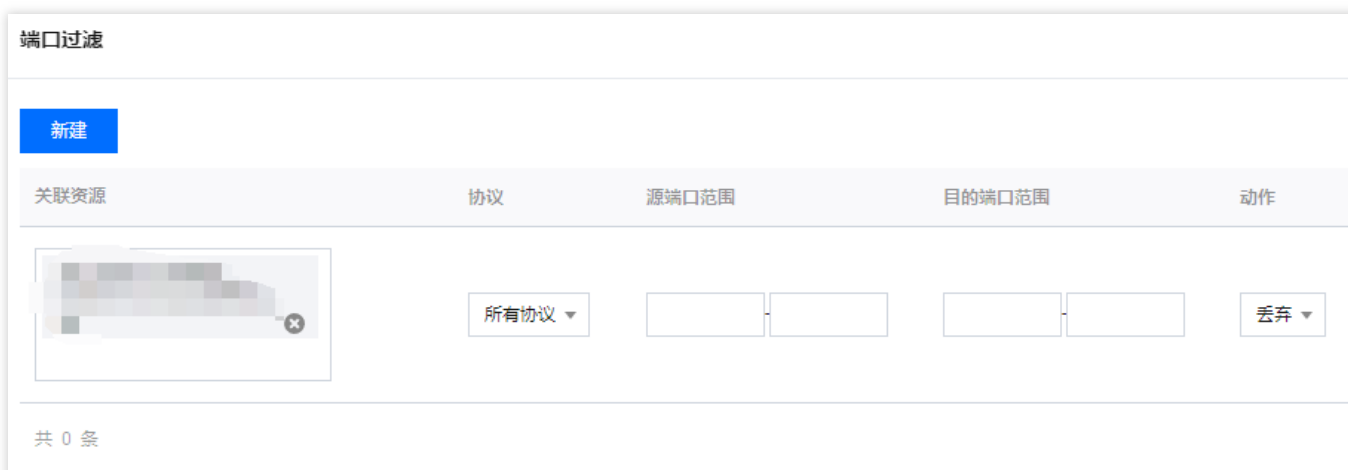 端口过滤
新建
关联资源 协议 源端口范围 目的端口范围 动作
所有协议 - - 丢弃
共 0 条